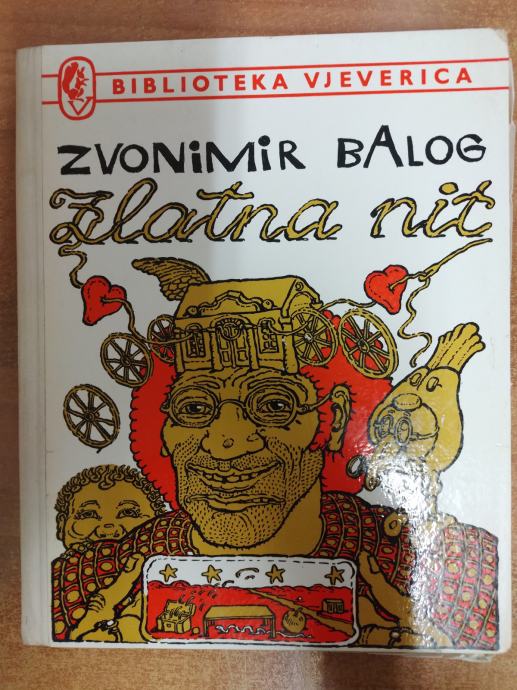 BIBLIOTEKA VJEVERICA
ZVONiMiR BALOG
Zlatna nit